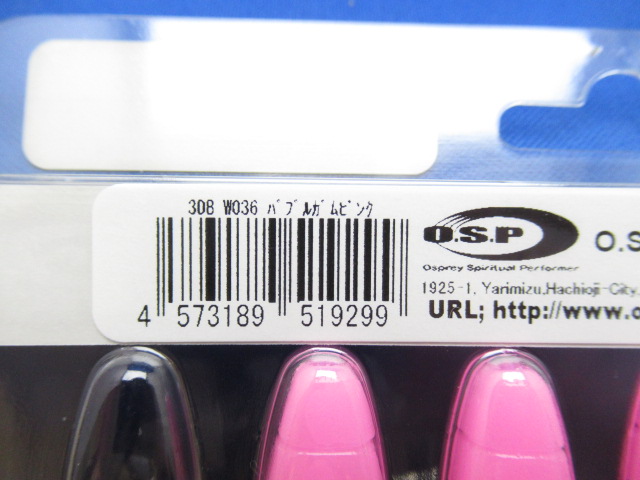 3DB W036 ﾊﾞﾌﾞﾙｶﾞﾑﾋﾟﾝｸ
4 573189 519299
O.S.P
Osprey Spiritual Performer
O.S
1925-1, Yarimizu,Hachioji-City,
URL; http://www.o